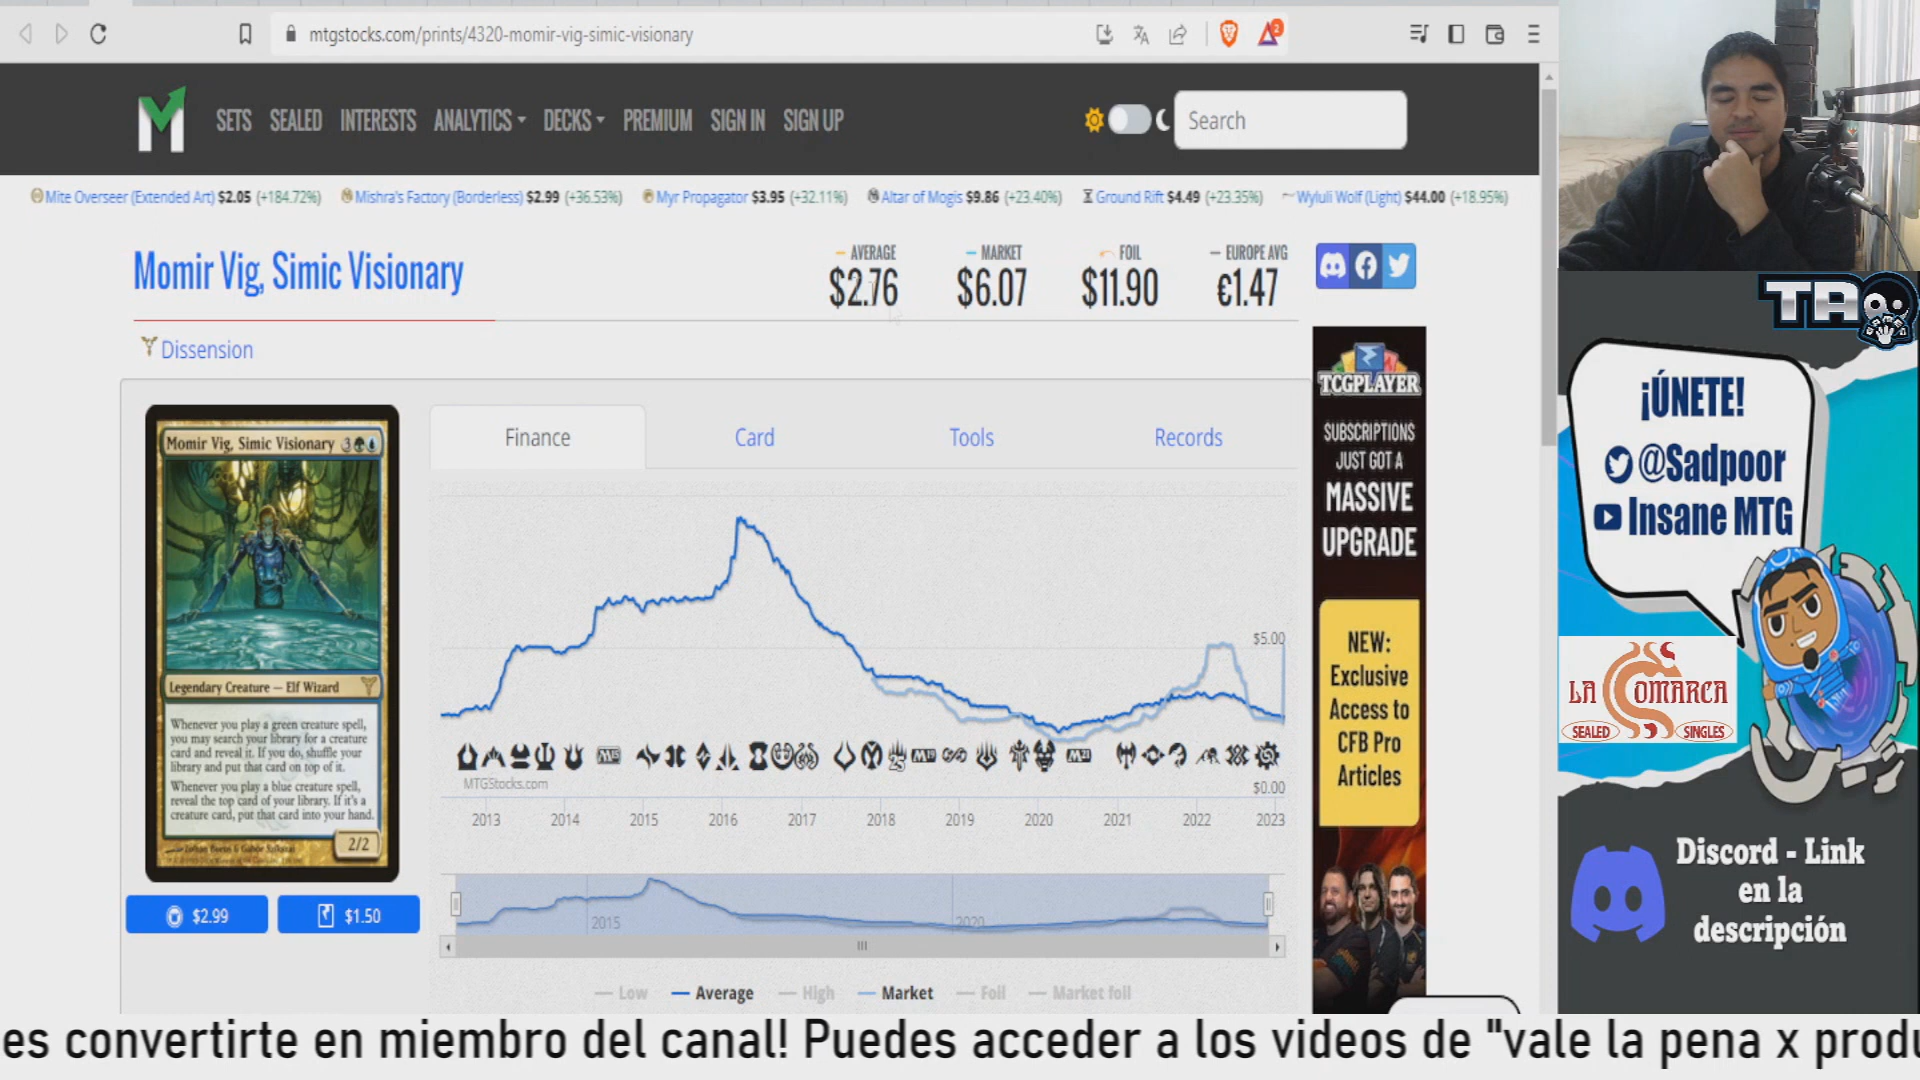 mtgstocks.com/prints/4320-momir-vig-simic-visionary
2
SETS SEALED INTERESTS ANALYTICS DECKS PREMIUM SIGN IN SIGN UP
Search
Mite Overseer (Extended Art) $2.05 (+184.72%) Mishra's Factory (Borderless) $2.99 (+36.53%) Myr Propagator $3.95 (+32.11%) Altar of Mogis $9.86 (+23.40%) Ground Rift $4.49 (+23.35%) Wyluli Wolf (Light) $44.00 (+18.95%)
Momir Vig, Simic Visionary
AVERAGE
$2.76
MARKET
$6.07
FOIL
$11.90
EUROPE AVG
€1.47
Dissension
Momir Vig, Simic Visionary 3
Legendary Creature — Elf Wizard
Whenever you play a green creature spell,
you may search your library for a creature
card and reveal it. If you do, shuffle your
library and put that card on top of it.
Whenever you play a blue creature spell,
reveal the top card of your library. If it's a
creature card, put that card into your hand.
2/2
$2.99
$1.50
Finance
Card
Tools
Records
$5.00
M15 M19 M21
MTGStocks.com
$0.00
2013 2014 2015 2016 2017 2018 2019 2020 2021 2022 2023
2015
2020
Low Average High Market Foil Market foil
TCGPLAYER
SUBSCRIPTIONS
JUST GOT A
MASSIVE
UPGRADE
NEW:
Exclusive
Access to
CFB Pro
Articles
TAO
GAMES
¡ÚNETE!
@Sadpoor
Insane MTG
LA COMARCA
SEALED SINGLES
Discord - Link
en la
descripción
es convertirte en miembro del canal! Puedes acceder a los videos de "vale la pena x produ